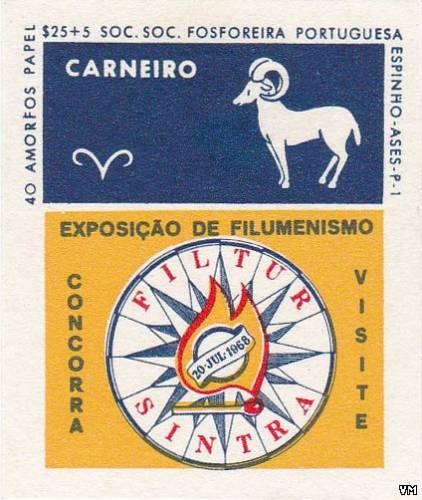 $25+5 SOC. SOC. FOSFOREIRA PORTUGUESA
40 AMORFOS PAPEL
ESPINHO-ASES-P-1
CARNEIRO
EXPOSIÇÃO DE FILUMENISMO
CONCORRA
VISITE
FILTUR
20·JUL·1968
SINTRA
VM